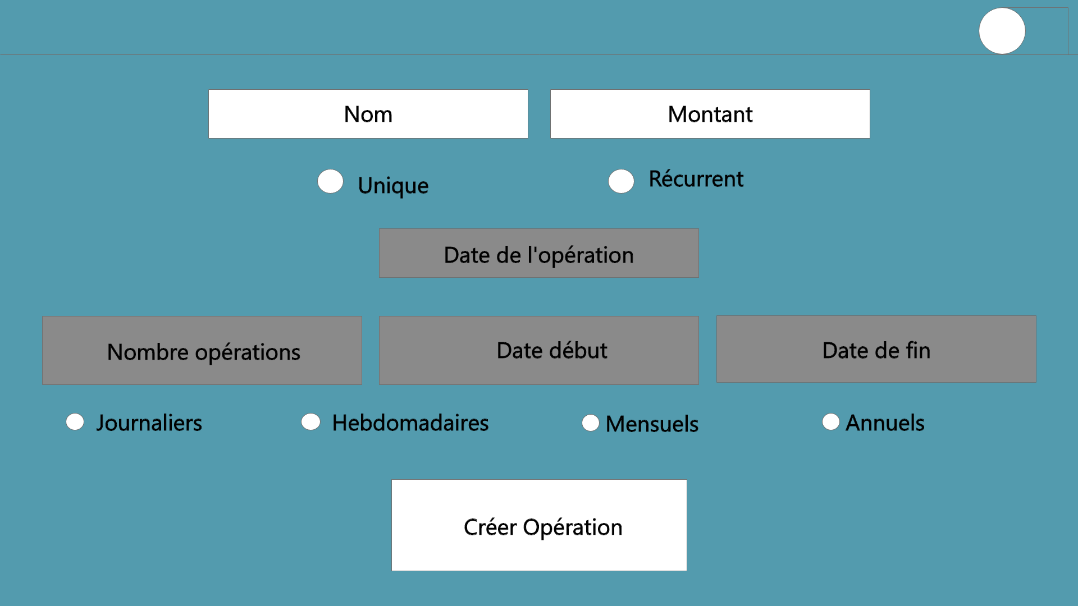 Nom
Montant
Unique
Récurrent
Date de l'opération
Nombre opérations
Date début
Date de fin
Journaliers
Hebdomadaires
Mensuels
Annuels
Créer Opération